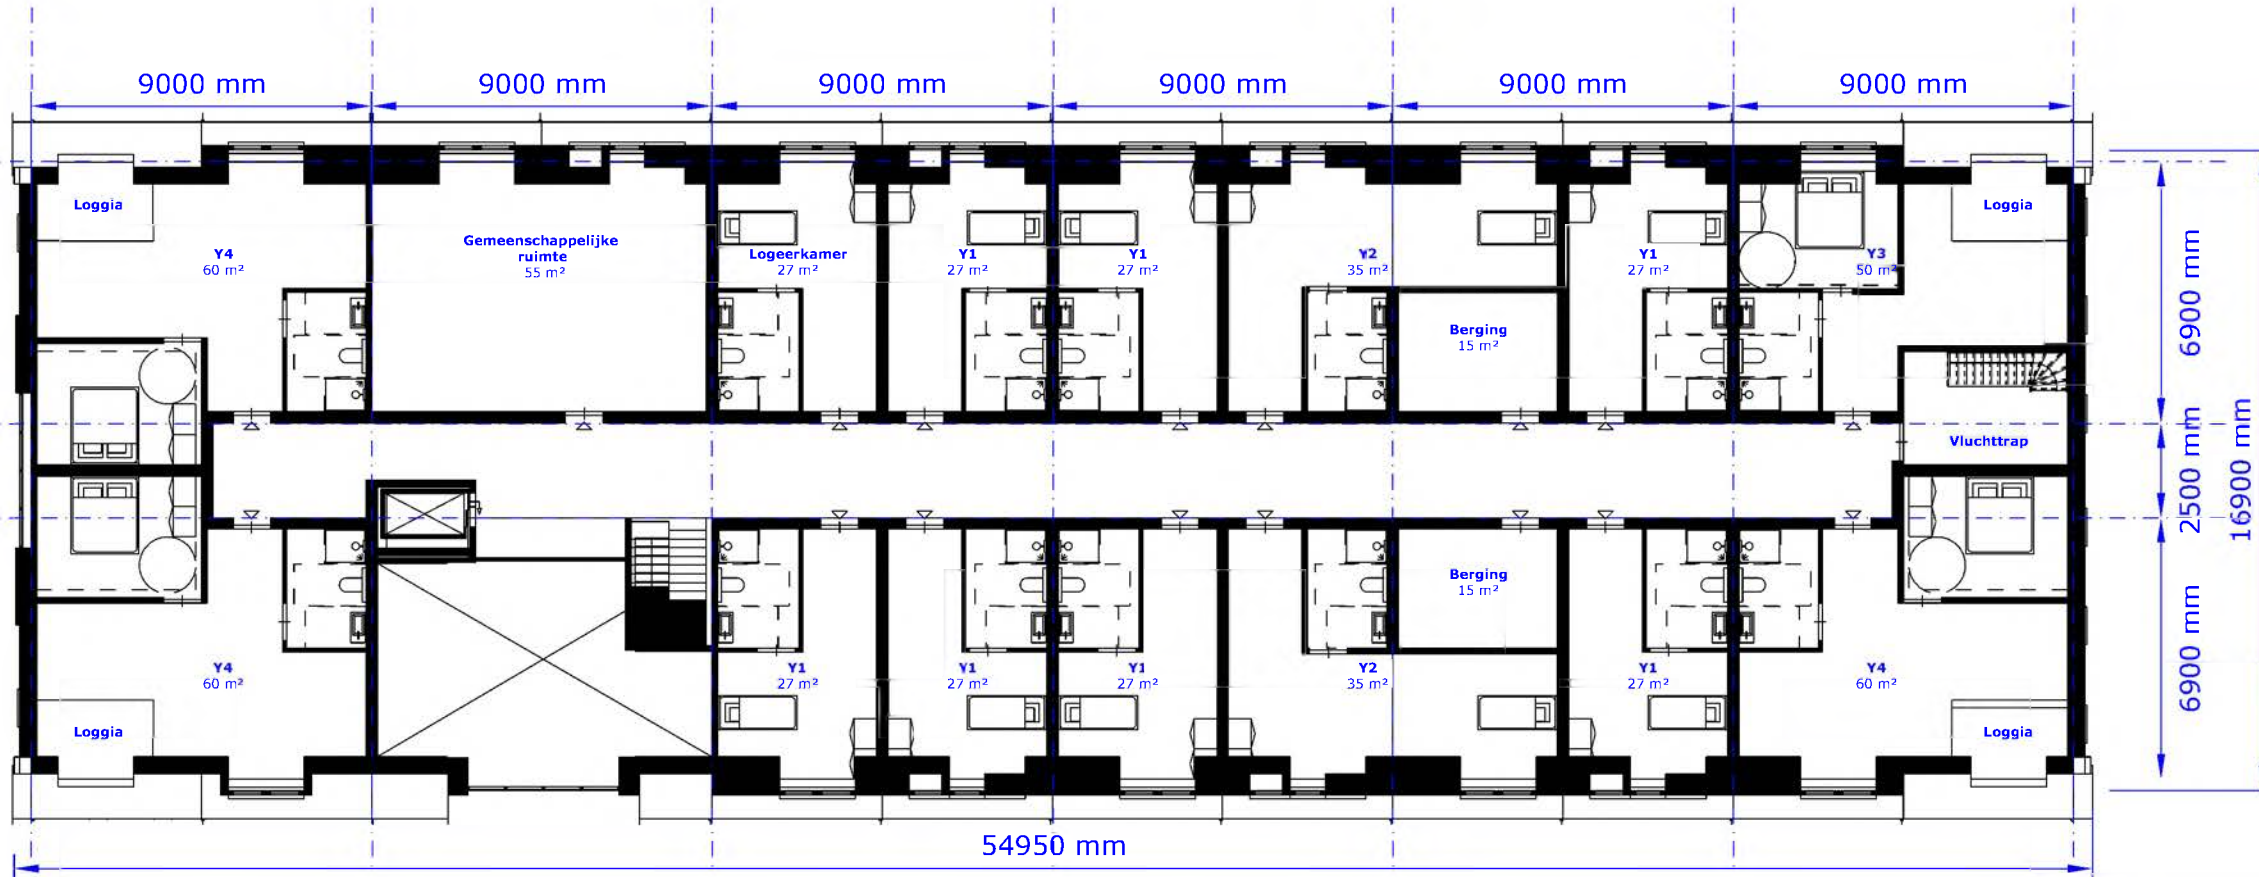 9000 mm 9000 mm 9000 mm 9000 mm 9000 mm 9000 mm
Loggia
Y4
60 m²
Gemeenschappelijke
ruimte
55 m²
Logeerkamer
27 m²
Y1
27 m²
Y1
27 m²
Y2
35 m²
Berging
15 m²
Y1
27 m²
Y3
50 m²
Loggia
Vluchttrap
6900 mm
2500 mm
16900 mm
6900 mm
Y4
60 m²
Loggia
Y1
27 m²
Y1
27 m²
Y1
27 m²
Y2
35 m²
Berging
15 m²
Y1
27 m²
Y4
60 m²
Loggia
54950 mm